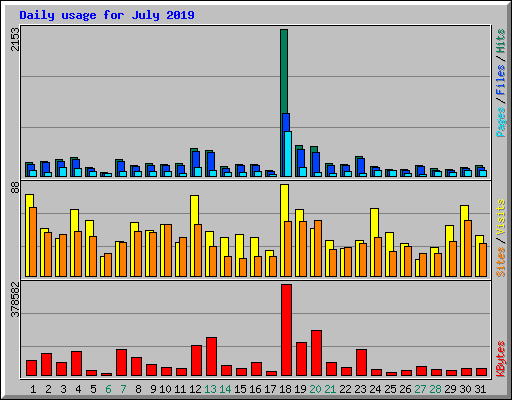 Daily usage for July 2019
2153
Pages / Files / Hits
88
Sites / Visits
378582
KBytes
1 2 3 4 5 6 7 8 9 10 11 12 13 14 15 16 17 18 19 20 21 22 23 24 25 26 27 28 29 30 31